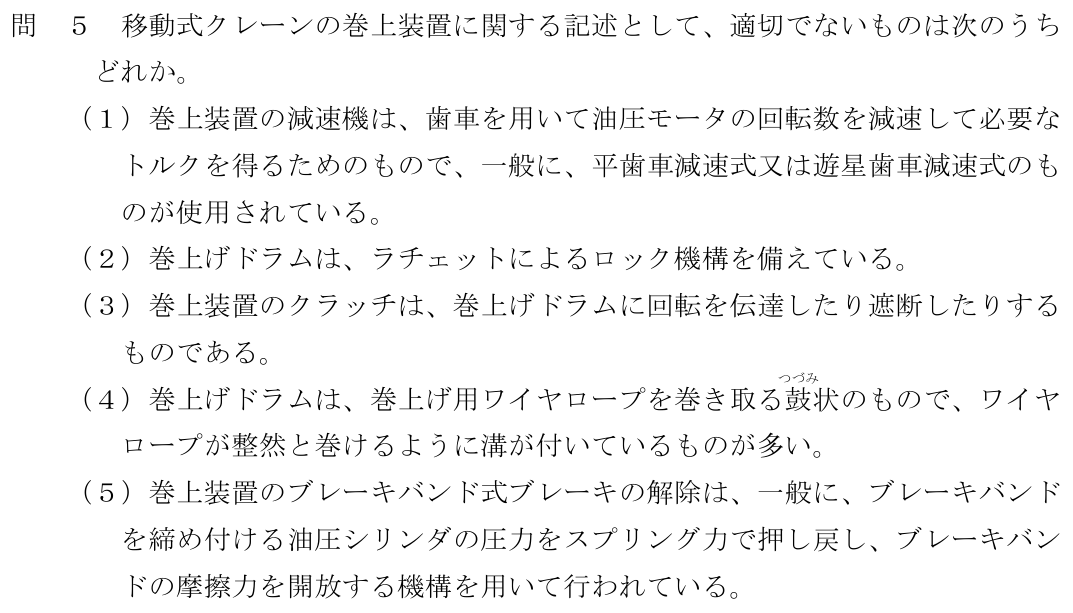 問　５　移動式クレーンの巻上装置に関する記述として、適切でないものは次のうち
どれか。
（１）巻上装置の減速機は、歯車を用いて油圧モータの回転数を減速して必要な
トルクを得るためのもので、一般に、平歯車減速式又は遊星歯車減速式のも
のが使用されている。
（２）巻上げドラムは、ラチェットによるロック機構を備えている。
（３）巻上装置のクラッチは、巻上げドラムに回転を伝達したり遮断したりする
ものである。
つづみ
（４）巻上げドラムは、巻上げ用ワイヤロープを巻き取る鼓状のもので、ワイヤ
ロープが整然と巻けるように溝が付いているものが多い。
（５）巻上装置のブレーキバンド式ブレーキの解除は、一般に、ブレーキバンド
を締め付ける油圧シリンダの圧力をスプリング力で押し戻し、ブレーキバン
ドの摩擦力を開放する機構を用いて行われている。